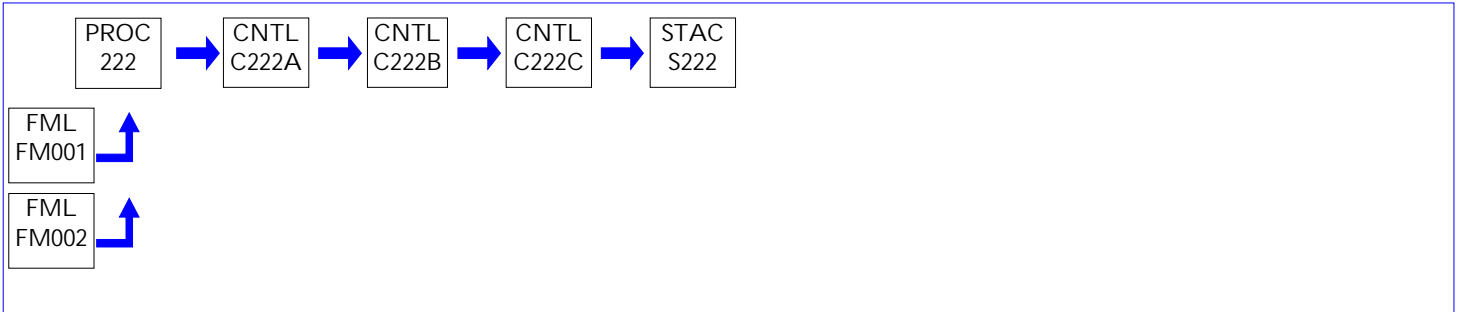 PROC
222
CNTL
C222A
CNTL
C222B
CNTL
C222C
STAC
S222
FML
FM001
FML
FM002